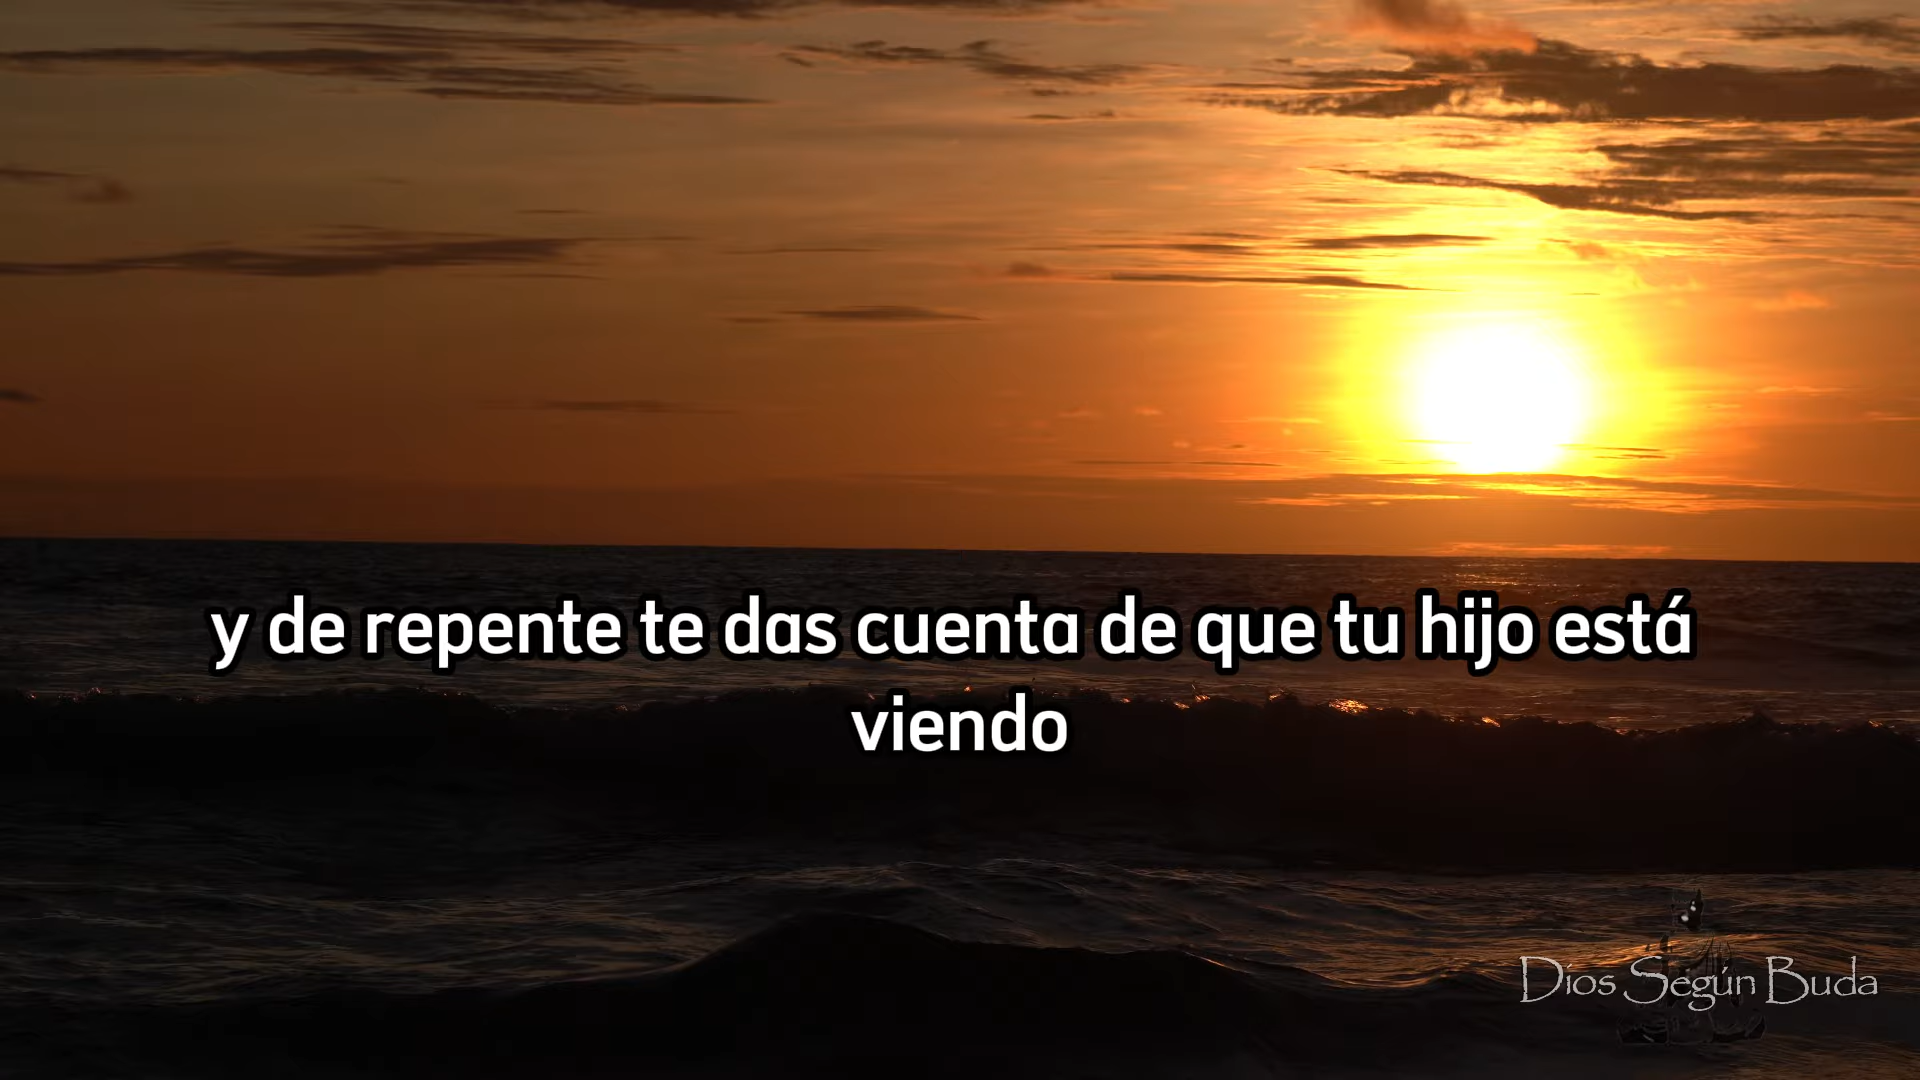 y de repente te das cuenta de que tu hijo está
viendo
Dios Según Buda